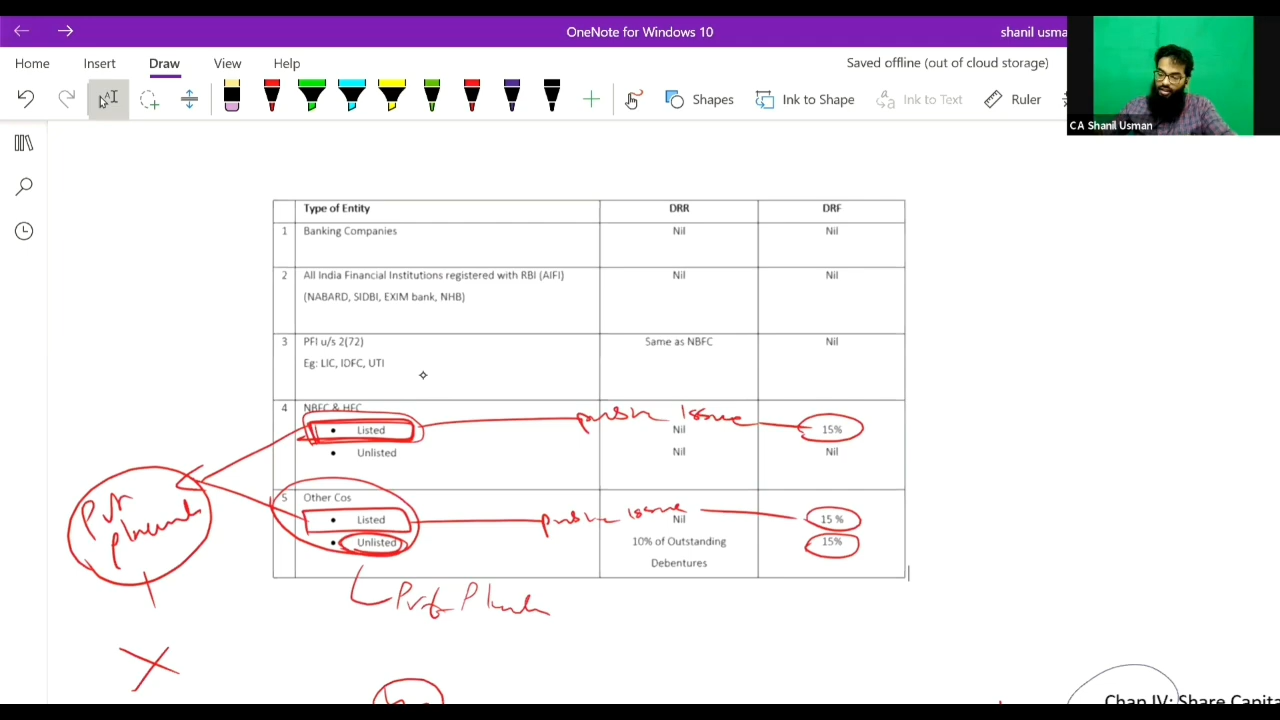 OneNote for Windows 10
shanil usma
Home Insert Draw View Help
Saved offline (out of cloud storage)
Shapes Ink to Shape Ink to Text Ruler
CA Shanil Usman
Type of Entity DRR DRF
1 Banking Companies Nil Nil
2 All India Financial Institutions registered with RBI (AIFI) Nil Nil
(NABARD, SIDBI, EXIM bank, NHB)
3 PFI u/s 2(72) Same as NBFC Nil
Eg: LIC, IDFC, UTI
4 NBFC & HFC
public issue
• Listed Nil 15%
• Unlisted Nil Nil
5 Other Cos
public issue
• Listed Nil 15 %
• Unlisted 10% of Outstanding 15%
Debentures
Chap IV: Share Capita